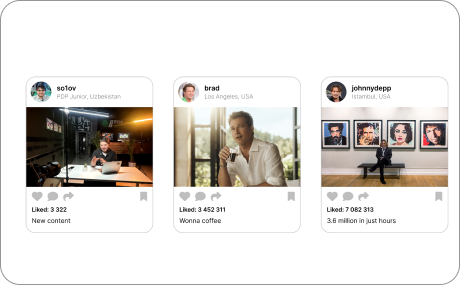 so1ov
PDP Junior, Uzbekistan
Liked: 3 322
New content
brad
Los Angeles, USA
Liked: 3 452 311
Wonna coffee
johnnydepp
Istambul, USA
Liked: 7 082 313
3.6 million in just hours